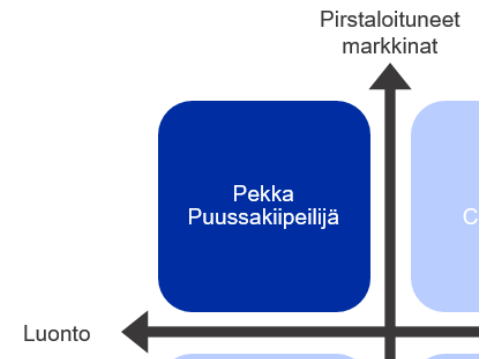 Pirstaloituneet
markkinat
Pekka
Puussakiipeilijä
C
Luonto